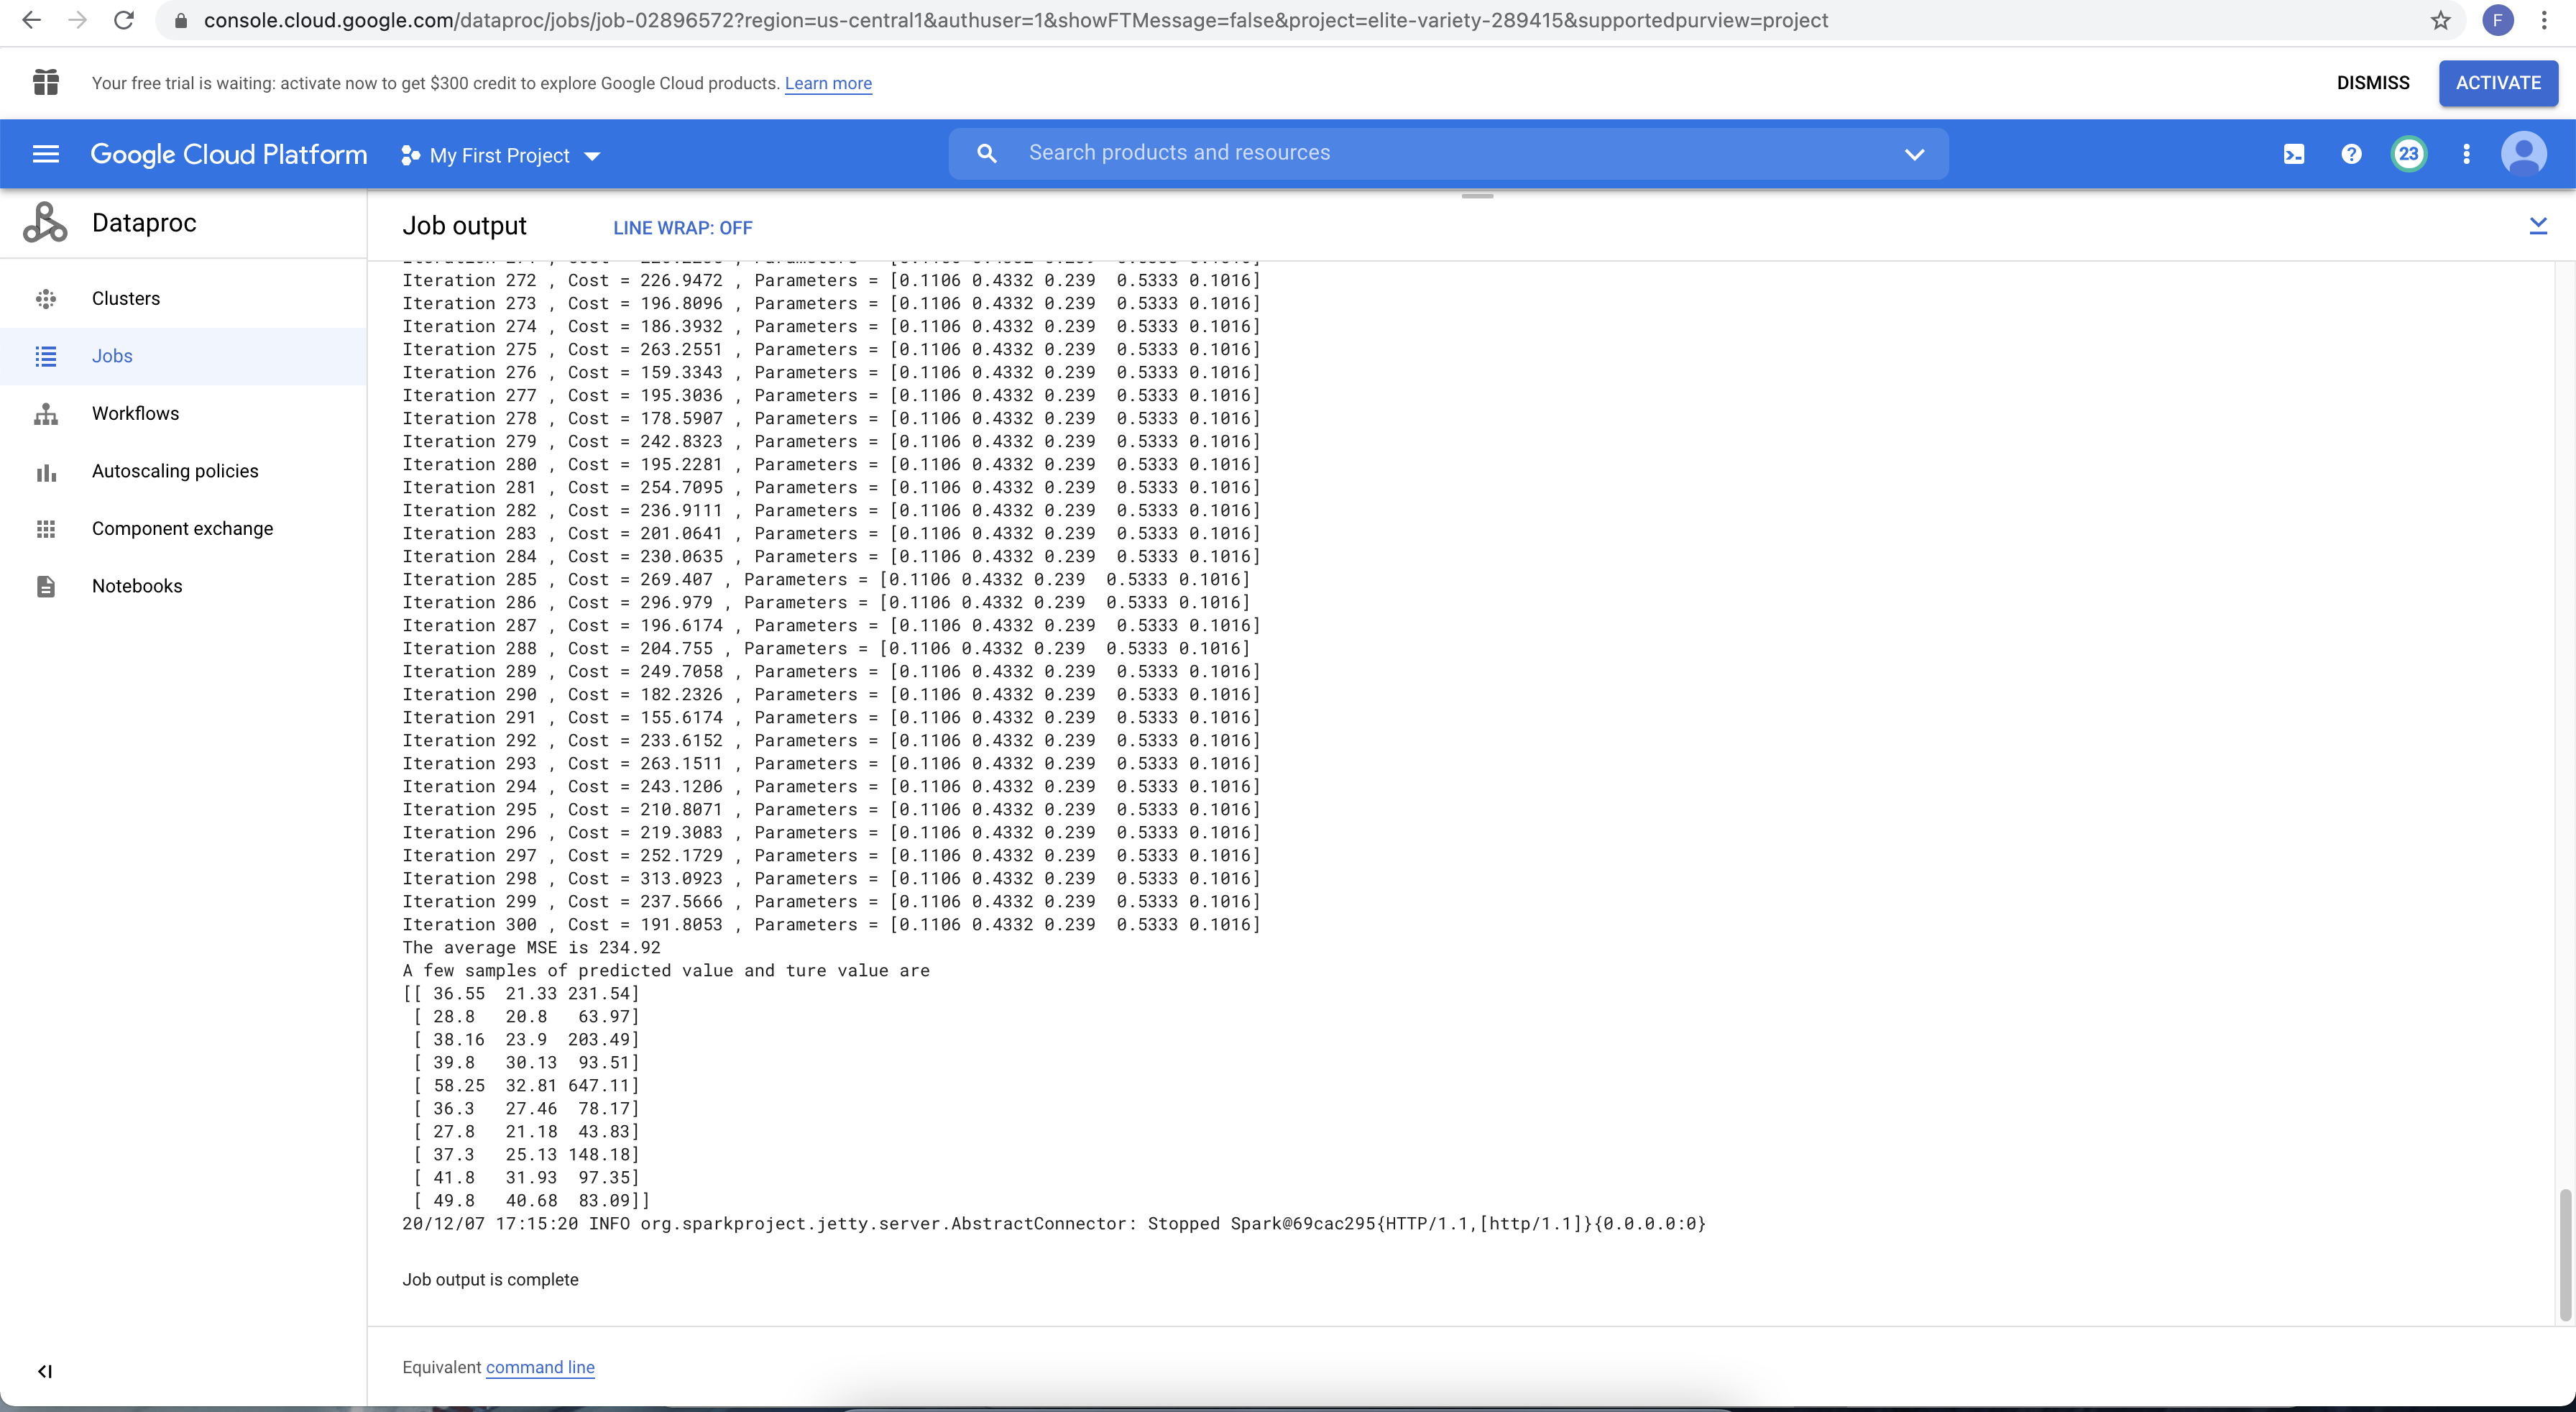 console.cloud.google.com/dataproc/jobs/job-02896572?region=us-central1&authuser=1&showFTMessage=false&project=elite-variety-289415&supportedpurview=project
F
Your free trial is waiting: activate now to get $300 credit to explore Google Cloud products. Learn more
DISMISS
ACTIVATE
Google Cloud Platform
My First Project
Search products and resources
23
Dataproc
Clusters
Jobs
Workflows
Autoscaling policies
Component exchange
Notebooks
Job output
LINE WRAP: OFF
Iteration 272 , Cost = 226.9472 , Parameters = [0.1106 0.4332 0.239  0.5333 0.1016]
Iteration 273 , Cost = 196.8096 , Parameters = [0.1106 0.4332 0.239  0.5333 0.1016]
Iteration 274 , Cost = 186.3932 , Parameters = [0.1106 0.4332 0.239  0.5333 0.1016]
Iteration 275 , Cost = 263.2551 , Parameters = [0.1106 0.4332 0.239  0.5333 0.1016]
Iteration 276 , Cost = 159.3343 , Parameters = [0.1106 0.4332 0.239  0.5333 0.1016]
Iteration 277 , Cost = 195.3036 , Parameters = [0.1106 0.4332 0.239  0.5333 0.1016]
Iteration 278 , Cost = 178.5907 , Parameters = [0.1106 0.4332 0.239  0.5333 0.1016]
Iteration 279 , Cost = 242.8323 , Parameters = [0.1106 0.4332 0.239  0.5333 0.1016]
Iteration 280 , Cost = 195.2281 , Parameters = [0.1106 0.4332 0.239  0.5333 0.1016]
Iteration 281 , Cost = 254.7095 , Parameters = [0.1106 0.4332 0.239  0.5333 0.1016]
Iteration 282 , Cost = 236.9111 , Parameters = [0.1106 0.4332 0.239  0.5333 0.1016]
Iteration 283 , Cost = 201.0641 , Parameters = [0.1106 0.4332 0.239  0.5333 0.1016]
Iteration 284 , Cost = 230.0635 , Parameters = [0.1106 0.4332 0.239  0.5333 0.1016]
Iteration 285 , Cost = 269.407 , Parameters = [0.1106 0.4332 0.239  0.5333 0.1016]
Iteration 286 , Cost = 296.979 , Parameters = [0.1106 0.4332 0.239  0.5333 0.1016]
Iteration 287 , Cost = 196.6174 , Parameters = [0.1106 0.4332 0.239  0.5333 0.1016]
Iteration 288 , Cost = 204.755 , Parameters = [0.1106 0.4332 0.239  0.5333 0.1016]
Iteration 289 , Cost = 249.7058 , Parameters = [0.1106 0.4332 0.239  0.5333 0.1016]
Iteration 290 , Cost = 182.2326 , Parameters = [0.1106 0.4332 0.239  0.5333 0.1016]
Iteration 291 , Cost = 155.6174 , Parameters = [0.1106 0.4332 0.239  0.5333 0.1016]
Iteration 292 , Cost = 233.6152 , Parameters = [0.1106 0.4332 0.239  0.5333 0.1016]
Iteration 293 , Cost = 263.1511 , Parameters = [0.1106 0.4332 0.239  0.5333 0.1016]
Iteration 294 , Cost = 243.1206 , Parameters = [0.1106 0.4332 0.239  0.5333 0.1016]
Iteration 295 , Cost = 210.8071 , Parameters = [0.1106 0.4332 0.239  0.5333 0.1016]
Iteration 296 , Cost = 219.3083 , Parameters = [0.1106 0.4332 0.239  0.5333 0.1016]
Iteration 297 , Cost = 252.1729 , Parameters = [0.1106 0.4332 0.239  0.5333 0.1016]
Iteration 298 , Cost = 313.0923 , Parameters = [0.1106 0.4332 0.239  0.5333 0.1016]
Iteration 299 , Cost = 237.5666 , Parameters = [0.1106 0.4332 0.239  0.5333 0.1016]
Iteration 300 , Cost = 191.8053 , Parameters = [0.1106 0.4332 0.239  0.5333 0.1016]
The average MSE is 234.92
A few samples of predicted value and ture value are
[[ 36.55  21.33 231.54]
 [ 28.8   20.8   63.97]
 [ 38.16  23.9  203.49]
 [ 39.8   30.13  93.51]
 [ 58.25  32.81 647.11]
 [ 36.3   27.46  78.17]
 [ 27.8   21.18  43.83]
 [ 37.3   25.13 148.18]
 [ 41.8   31.93  97.35]
 [ 49.8   40.68  83.09]]
20/12/07 17:15:20 INFO org.sparkproject.jetty.server.AbstractConnector: Stopped Spark@69cac295{HTTP/1.1,[http/1.1]}{0.0.0.0:0}
Job output is complete
Equivalent command line